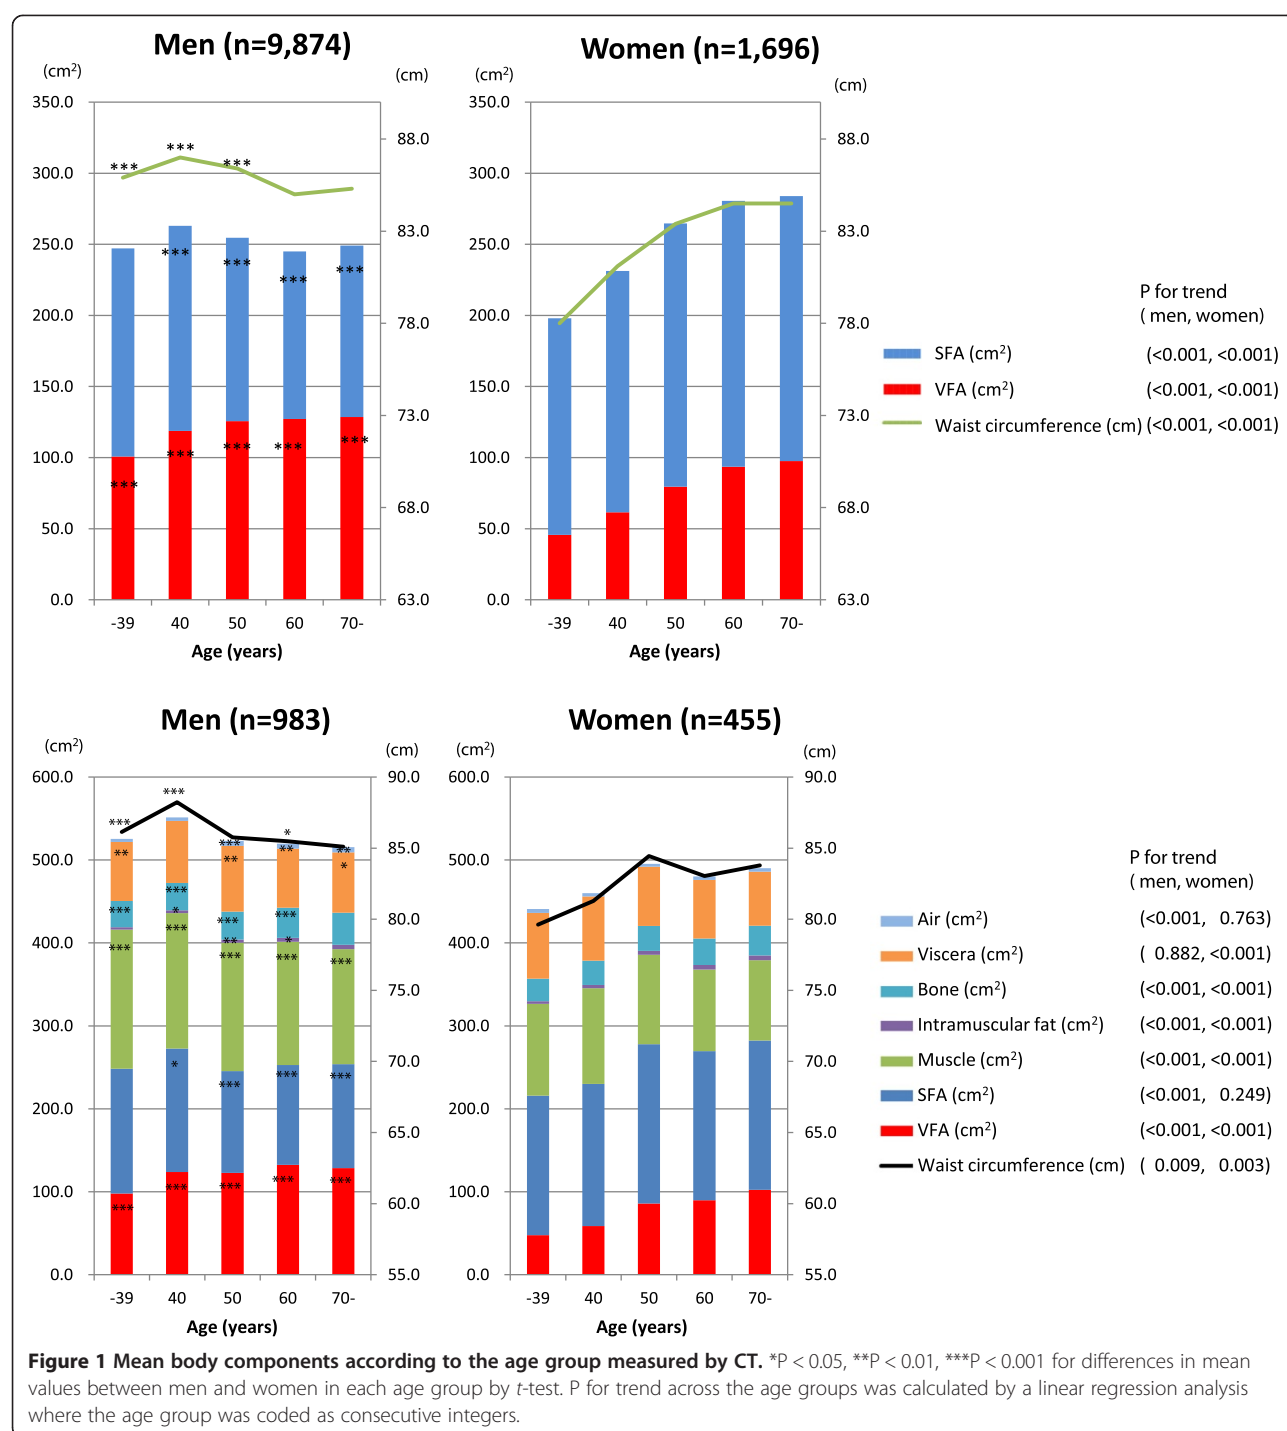 Men (n=9,874)
Women (n=1,696)
(cm²)
(cm)
(cm²)
(cm)
350.0
300.0
250.0
200.0
150.0
100.0
50.0
0.0
88.0
83.0
78.0
73.0
68.0
63.0
*** *** ***
*** *** *** ***
*** *** *** *** ***
-39 40 50 60 70-
Age (years)
350.0
300.0
250.0
200.0
150.0
100.0
50.0
0.0
88.0
83.0
78.0
73.0
68.0
63.0
-39 40 50 60 70-
Age (years)
P for trend
( men, women)
SFA (cm²) (<0.001, <0.001)
VFA (cm²) (<0.001, <0.001)
Waist circumference (cm) (<0.001, <0.001)
Men (n=983)
Women (n=455)
(cm²)
(cm)
(cm²)
(cm)
600.0
500.0
400.0
300.0
200.0
100.0
0.0
90.0
85.0
80.0
75.0
70.0
65.0
60.0
55.0
*** *** *** * **
** ** ** *
*** *** *** ***
* ** *
*** *** *** *** ***
* *** *** ***
*** *** *** *** ***
-39 40 50 60 70-
Age (years)
600.0
500.0
400.0
300.0
200.0
100.0
0.0
90.0
85.0
80.0
75.0
70.0
65.0
60.0
55.0
-39 40 50 60 70-
Age (years)
P for trend
( men, women)
Air (cm²) (<0.001, 0.763)
Viscera (cm²) ( 0.882, <0.001)
Bone (cm²) (<0.001, <0.001)
Intramuscular fat (cm²) (<0.001, <0.001)
Muscle (cm²) (<0.001, <0.001)
SFA (cm²) (<0.001, 0.249)
VFA (cm²) (<0.001, <0.001)
Waist circumference (cm) ( 0.009, 0.003)
Figure 1 Mean body components according to the age group measured by CT. *P < 0.05, **P < 0.01, ***P < 0.001 for differences in mean
values between men and women in each age group by t-test. P for trend across the age groups was calculated by a linear regression analysis
where the age group was coded as consecutive integers.